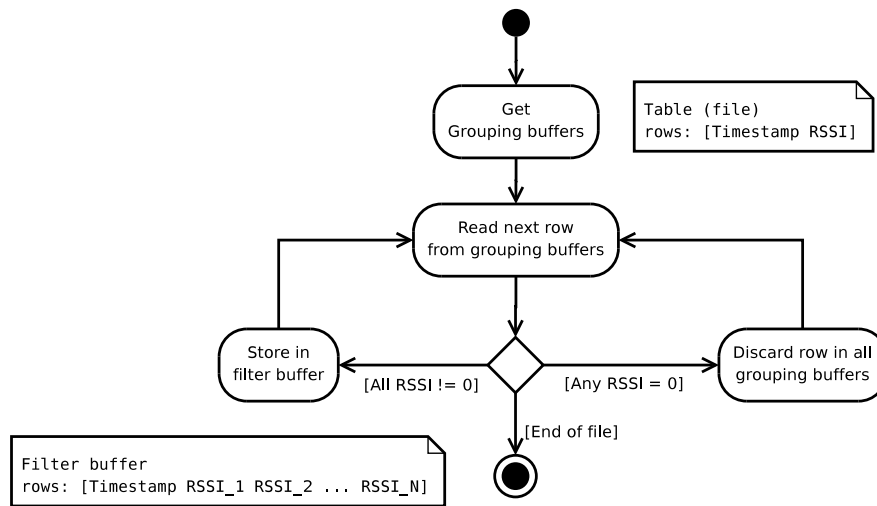 Get
Grouping buffers
Table (file)
rows: [Timestamp RSSI]
Read next row
from grouping buffers
Store in
filter buffer
Discard row in all
grouping buffers
[All RSSI != 0]
[Any RSSI = 0]
[End of file]
Filter buffer
rows: [Timestamp RSSI_1 RSSI_2 ... RSSI_N]